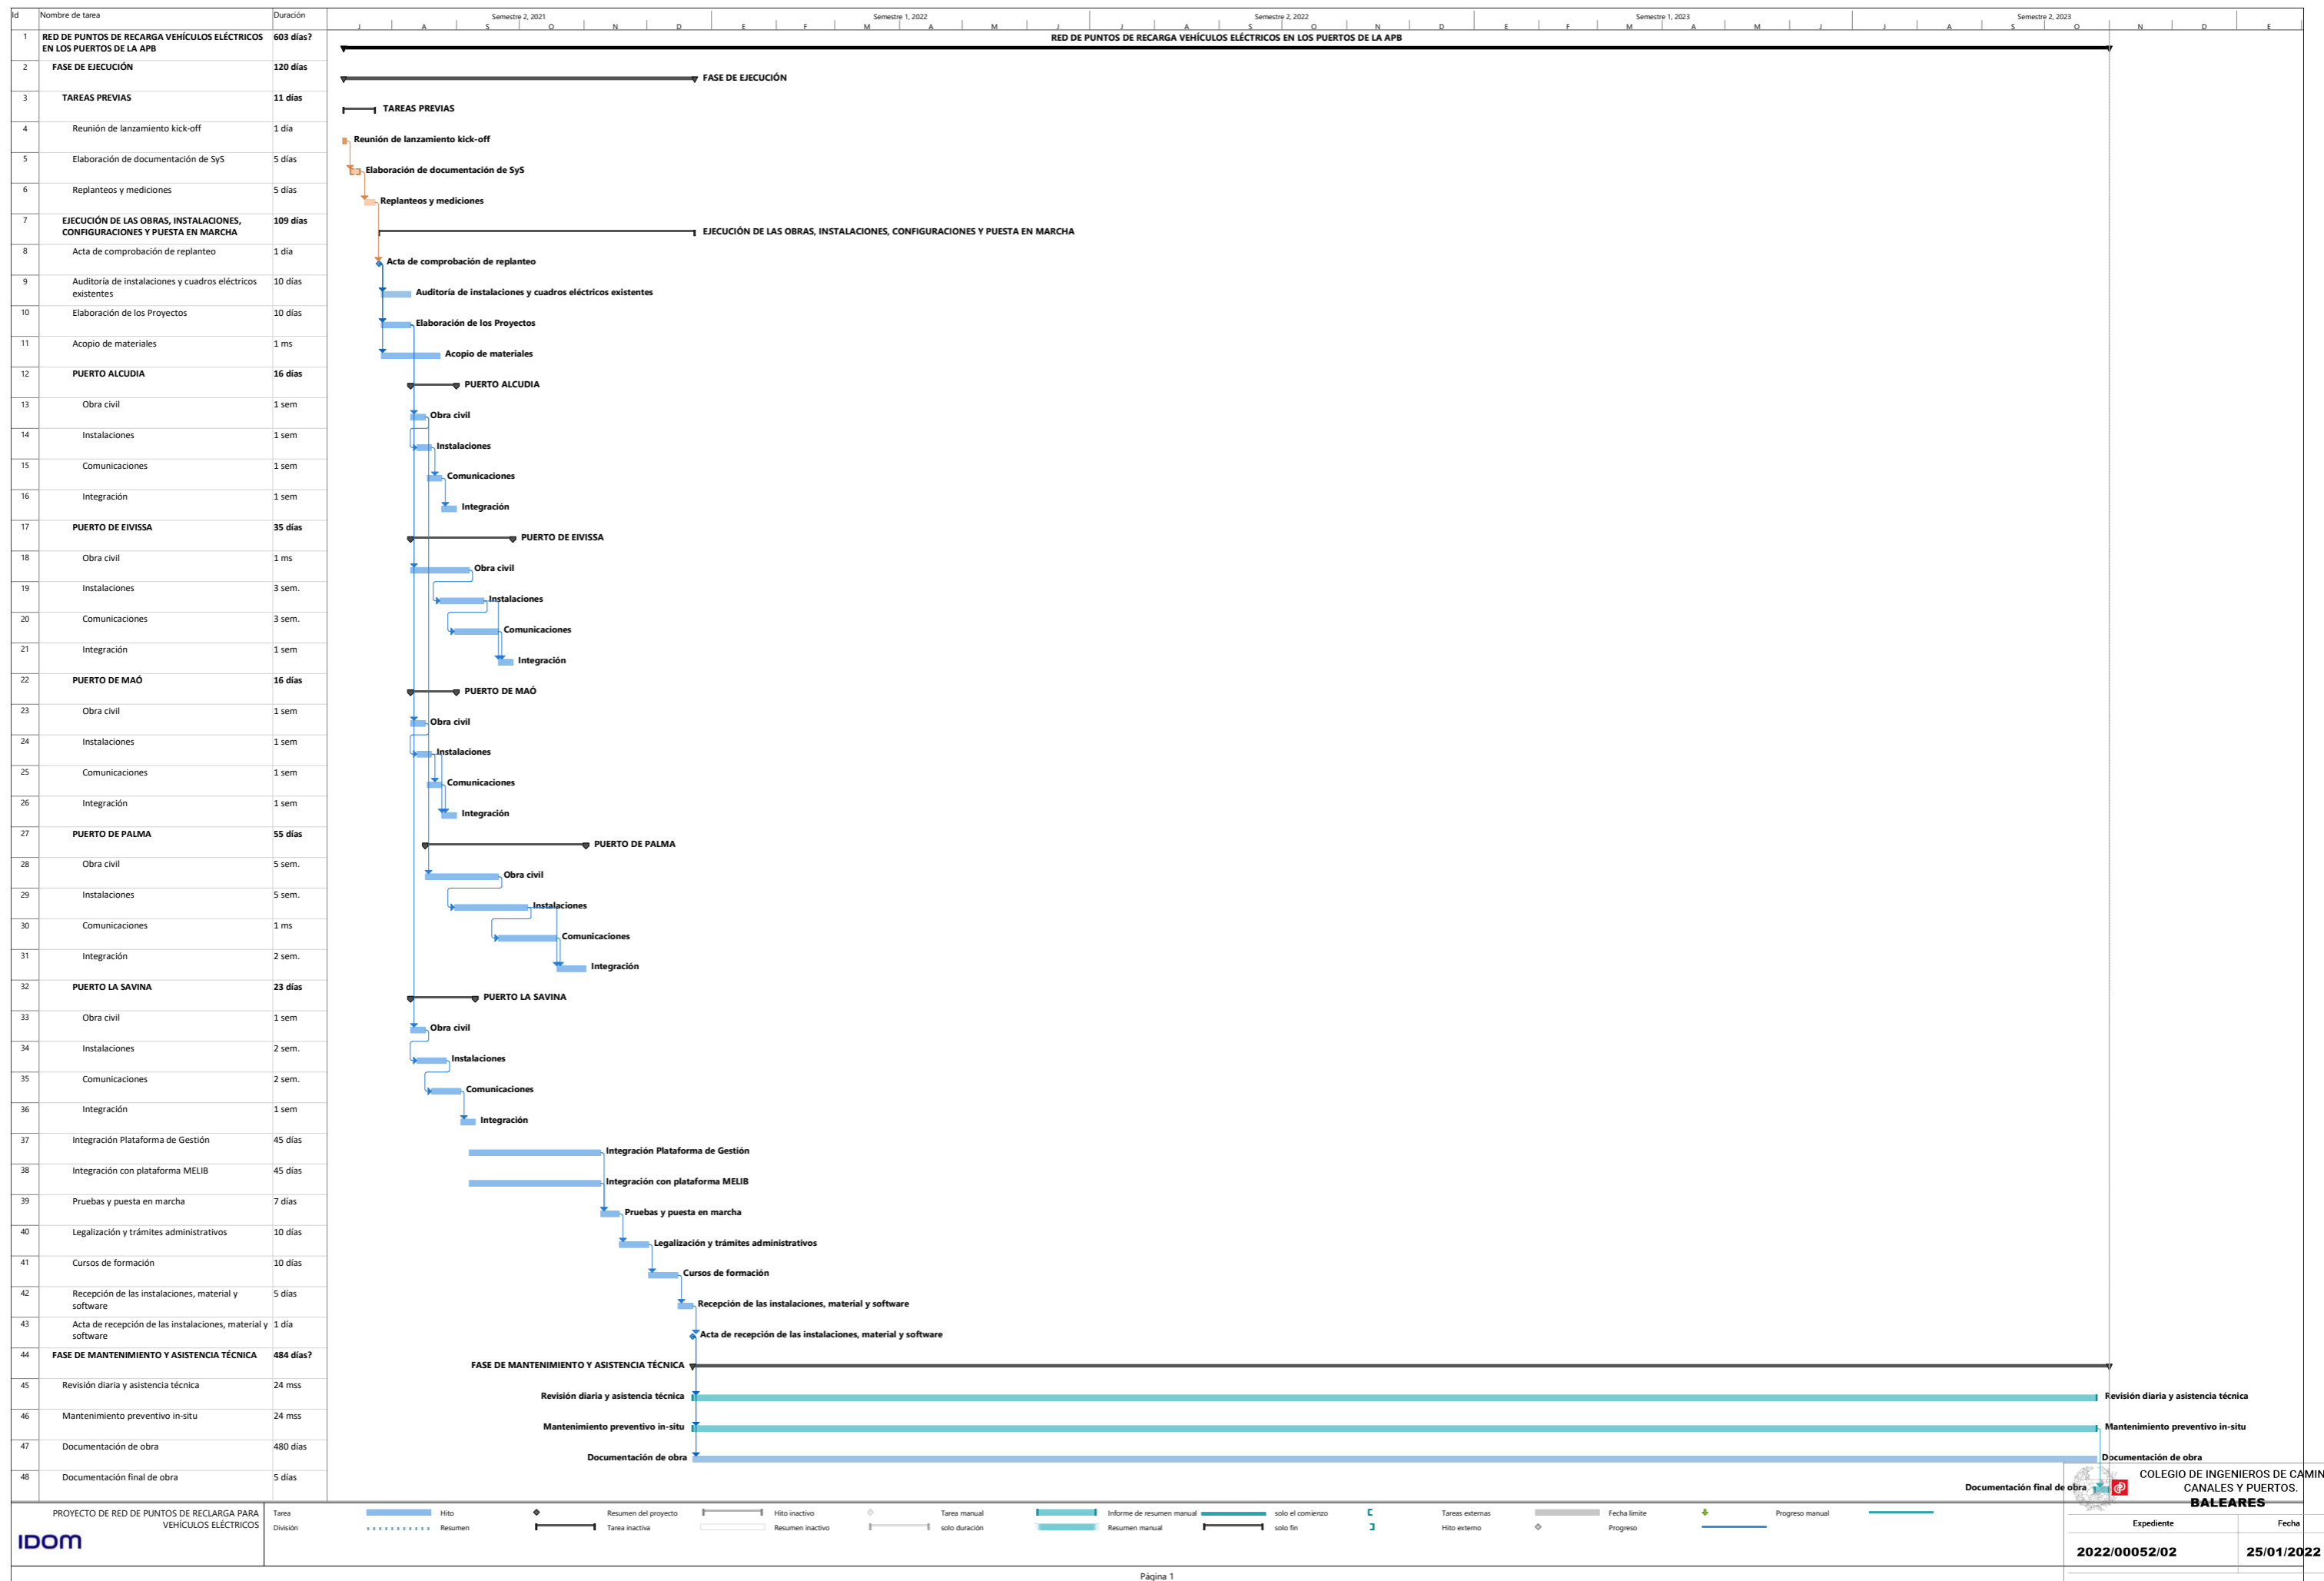 Id Nombre de tarea Duración Semestre 2, 2021 Semestre 1, 2022 Semestre 2, 2022 Semestre 1, 2023 Semestre 2, 2023
J A S O N D E F M A M J J A S O N D E F M A M J J A S O N D E
1 RED DE PUNTOS DE RECARGA VEHÍCULOS ELÉCTRICOS 603 días? RED DE PUNTOS DE RECARGA VEHÍCULOS ELÉCTRICOS EN LOS PUERTOS DE LA APB
EN LOS PUERTOS DE LA APB
2 FASE DE EJECUCIÓN 120 días FASE DE EJECUCIÓN
3 TAREAS PREVIAS 11 días TAREAS PREVIAS
4 Reunión de lanzamiento kick-off 1 día Reunión de lanzamiento kick-off
5 Elaboración de documentación de SyS 5 días Elaboración de documentación de SyS
6 Replanteos y mediciones 5 días Replanteos y mediciones
7 EJECUCIÓN DE LAS OBRAS, INSTALACIONES, 109 días
CONFIGURACIONES Y PUESTA EN MARCHA EJECUCIÓN DE LAS OBRAS, INSTALACIONES, CONFIGURACIONES Y PUESTA EN MARCHA
8 Acta de comprobación de replanteo 1 día Acta de comprobación de replanteo
9 Auditoría de instalaciones y cuadros eléctricos 10 días
existentes Auditoría de instalaciones y cuadros eléctricos existentes
10 Elaboración de los Proyectos 10 días Elaboración de los Proyectos
11 Acopio de materiales 1 ms Acopio de materiales
12 PUERTO ALCUDIA 16 días PUERTO ALCUDIA
13 Obra civil 1 sem Obra civil
14 Instalaciones 1 sem Instalaciones
15 Comunicaciones 1 sem Comunicaciones
16 Integración 1 sem Integración
17 PUERTO DE EIVISSA 35 días PUERTO DE EIVISSA
18 Obra civil 1 ms Obra civil
19 Instalaciones 3 sem. Instalaciones
20 Comunicaciones 3 sem. Comunicaciones
21 Integración 1 sem Integración
22 PUERTO DE MAÓ 16 días PUERTO DE MAÓ
23 Obra civil 1 sem Obra civil
24 Instalaciones 1 sem Instalaciones
25 Comunicaciones 1 sem Comunicaciones
26 Integración 1 sem Integración
27 PUERTO DE PALMA 55 días PUERTO DE PALMA
28 Obra civil 5 sem. Obra civil
29 Instalaciones 5 sem. Instalaciones
30 Comunicaciones 1 ms Comunicaciones
31 Integración 2 sem. Integración
32 PUERTO LA SAVINA 23 días PUERTO LA SAVINA
33 Obra civil 1 sem Obra civil
34 Instalaciones 2 sem. Instalaciones
35 Comunicaciones 2 sem. Comunicaciones
36 Integración 1 sem Integración
37 Integración Plataforma de Gestión 45 días Integración Plataforma de Gestión
38 Integración con plataforma MELIB 45 días Integración con plataforma MELIB
39 Pruebas y puesta en marcha 7 días Pruebas y puesta en marcha
40 Legalización y trámites administrativos 10 días Legalización y trámites administrativos
41 Cursos de formación 10 días Cursos de formación
42 Recepción de las instalaciones, material y 5 días
software Recepción de las instalaciones, material y software
43 Acta de recepción de las instalaciones, material y 1 día
software Acta de recepción de las instalaciones, material y software
44 FASE DE MANTENIMIENTO Y ASISTENCIA TÉCNICA 484 días? FASE DE MANTENIMIENTO Y ASISTENCIA TÉCNICA
45 Revisión diaria y asistencia técnica 24 mss Revisión diaria y asistencia técnica Revisión diaria y asistencia técnica
46 Mantenimiento preventivo in-situ 24 mss Mantenimiento preventivo in-situ Mantenimiento preventivo in-situ
47 Documentación de obra 480 días Documentación de obra Documentación de obra
48 Documentación final de obra 5 días Documentación final de obra
COLEGIO DE INGENIEROS DE CAMIN
CANALES Y PUERTOS.
BALEARES
Expediente Fecha
2022/00052/02 25/01/2022
PROYECTO DE RED DE PUNTOS DE RECLARGA PARA
VEHÍCULOS ELÉCTRICOS
IDOM
Tarea Hito Resumen del proyecto Hito inactivo Tarea manual Informe de resumen manual solo el comienzo Tareas externas Fecha límite Progreso manual
División Resumen Tarea inactiva Resumen inactivo solo duración Resumen manual solo fin Hito externo Progreso
Página 1